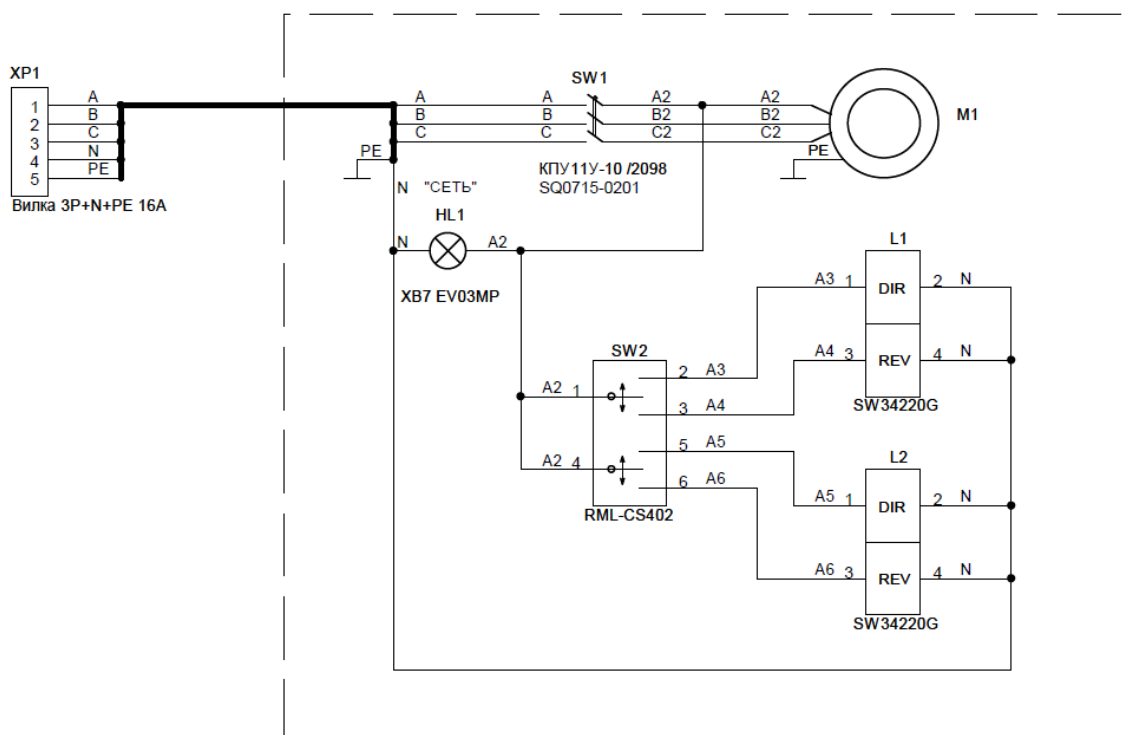 XP1
1 A
2 B
3 C
4 N
5 PE
Вилка 3P+N+PE 16A
SW1
A A A2 A2
B B B2 B2
C C C2 C2
M1
PE
PE
КПУ11У-10 /2098
SQ0715-0201
N "СЕТЬ"
HL1
N A2
XB7 EV03MP
L1
A3 1 DIR 2 N
A4 3 REV 4 N
SW34220G
SW2
A2 1
2 A3
3 A4
A2 4
5 A5
6 A6
RML-CS402
L2
A5 1 DIR 2 N
A6 3 REV 4 N
SW34220G